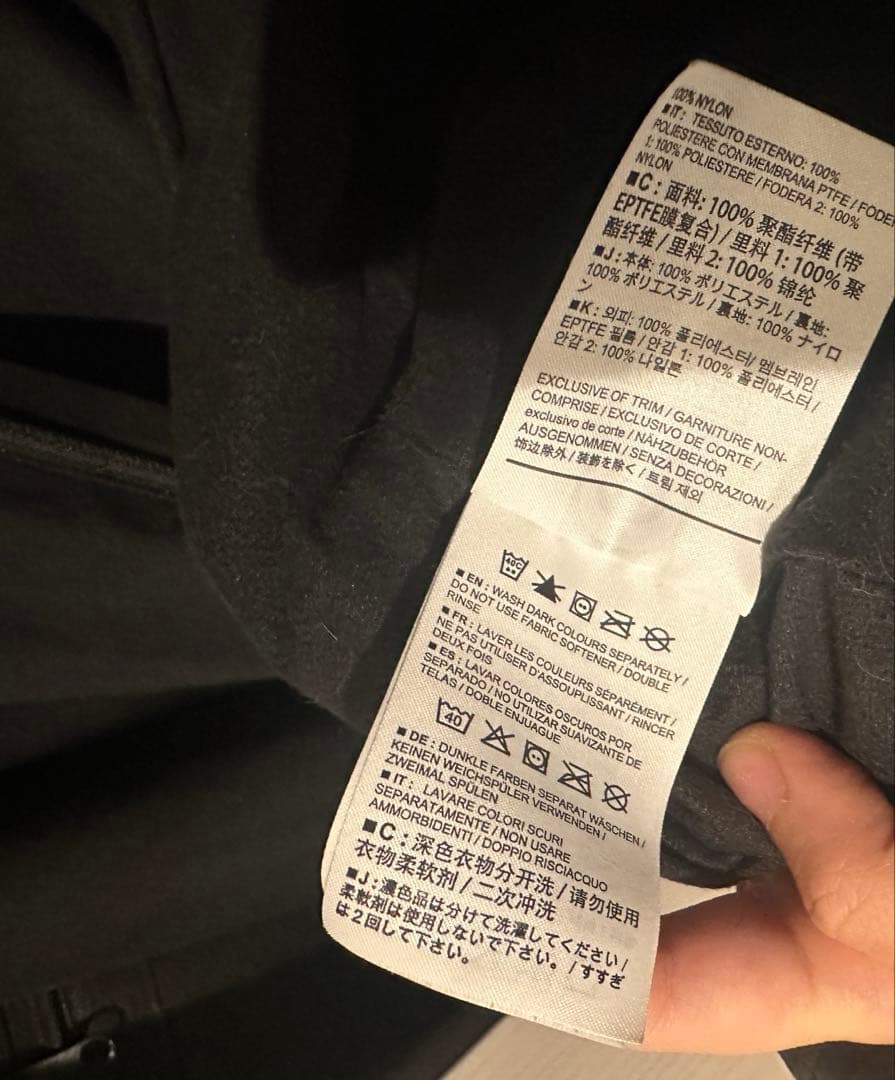 100% NYLON
■IT: TESSUTO ESTERNO: 100%
POLIESTERE CON MEMBRANA PTFE / FODER
1: 100% POLIESTERE / FODERA 2: 100%
NYLON
■C: 面料: 100% 聚酯纤维 (带
EPTFE膜复合) / 里料 1: 100% 聚
酯纤维 / 里料 2: 100% 锦纶
■J: 本体: 100% ポリエステル / 裏地:
100% ポリエステル / 裏地: 100% ナイロ
ン
■K: 외피: 100% 폴리에스터/ 멤브레인
EPTFE 필름 / 안감 1: 100% 폴리에스터 /
안감 2: 100% 나일론
EXCLUSIVE OF TRIM / GARNITURE NON-
COMPRISE / EXCLUSIVO DE CORTE /
exclusivo de corte / NÄHZUBEHÖR
AUSGENOMMEN / SENZA DECORAZIONI /
饰边除外 / 装飾を除く / 트림 제외
40C
■EN: WASH DARK COLOURS SEPARATELY /
DO NOT USE FABRIC SOFTENER / DOUBLE
RINSE
■FR: LAVER LES COULEURS SÉPARÉMENT /
NE PAS UTILISER D'ASSOUPLISSANT / RINCER
DEUX FOIS
■ES: LAVAR COLORES OSCUROS POR
SEPARADO / NO UTILIZAR SUAVIZANTE DE
TELAS / DOBLE ENJUAGUE
40
■DE: DUNKLE FARBEN SEPARAT WASCHEN /
KEINEN WEICHSPÜLER VERWENDEN /
ZWEIMAL SPÜLEN
■IT: LAVARE COLORI SCURI
SEPARATAMENTE / NON USARE
AMMORBIDENTI / DOPPIO RISCIACQUO
■C: 深色衣物分开洗 / 请勿使用
衣物柔软剂 / 二次冲洗
■J: 濃色品は分けて洗濯してください /
柔軟剤は使用しないで下さい。 / すすぎ
は2回して下さい。